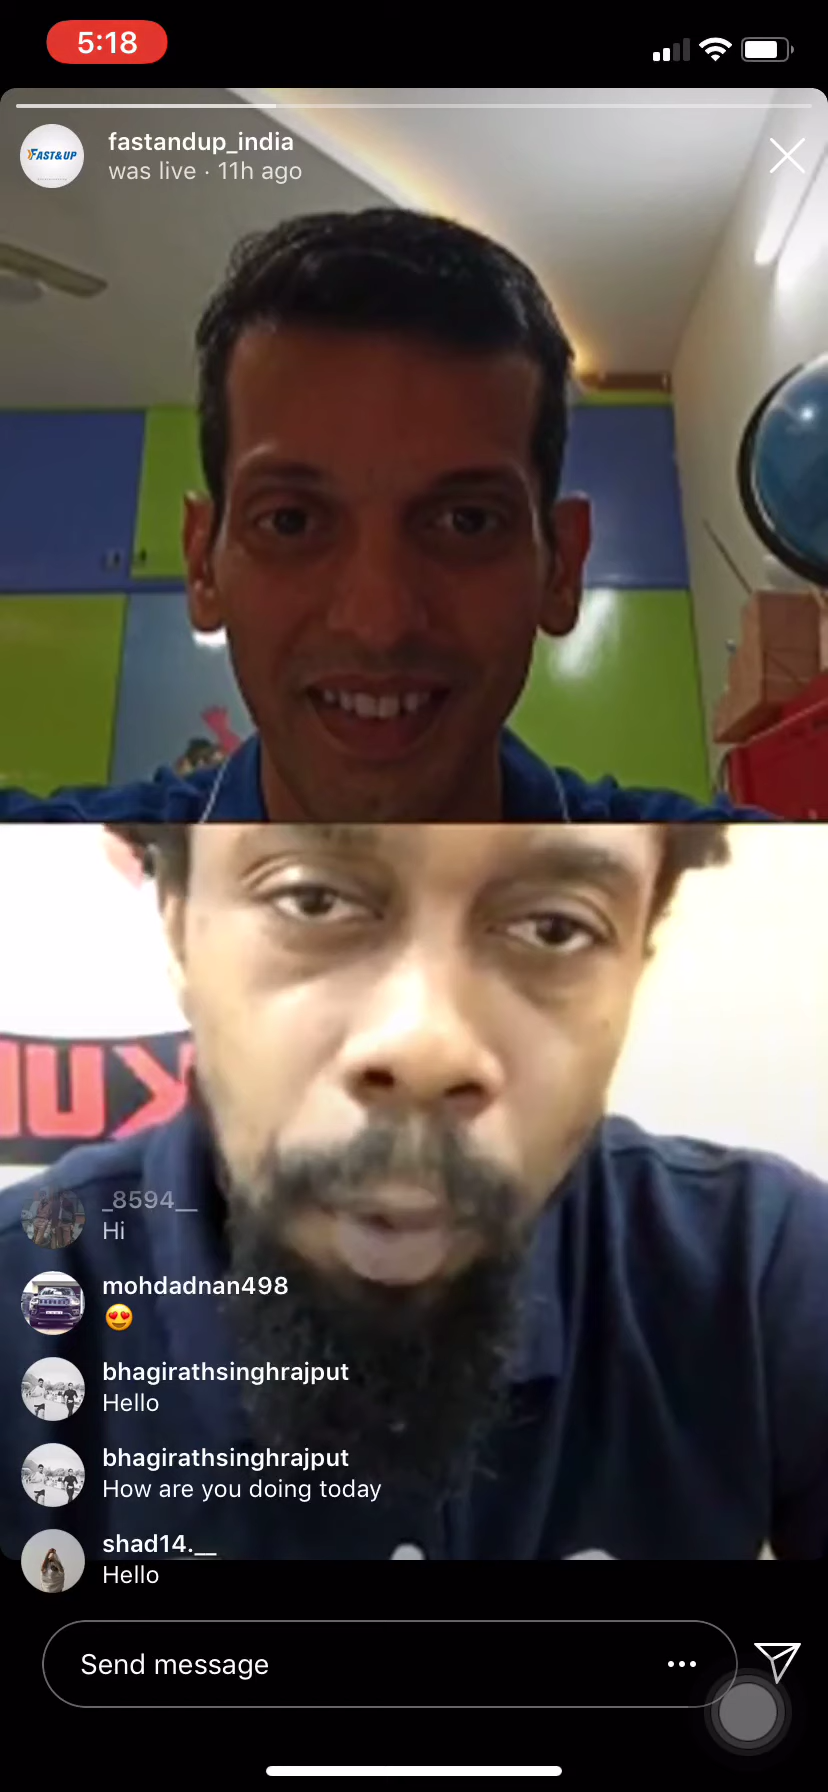 5:18
FAST&UP
fastandup_india
was live · 11h ago
_8594__
Hi
mohdadnan498
😍
bhagirathsinghrajput
Hello
bhagirathsinghrajput
How are you doing today
shad14.__
Hello
Send message